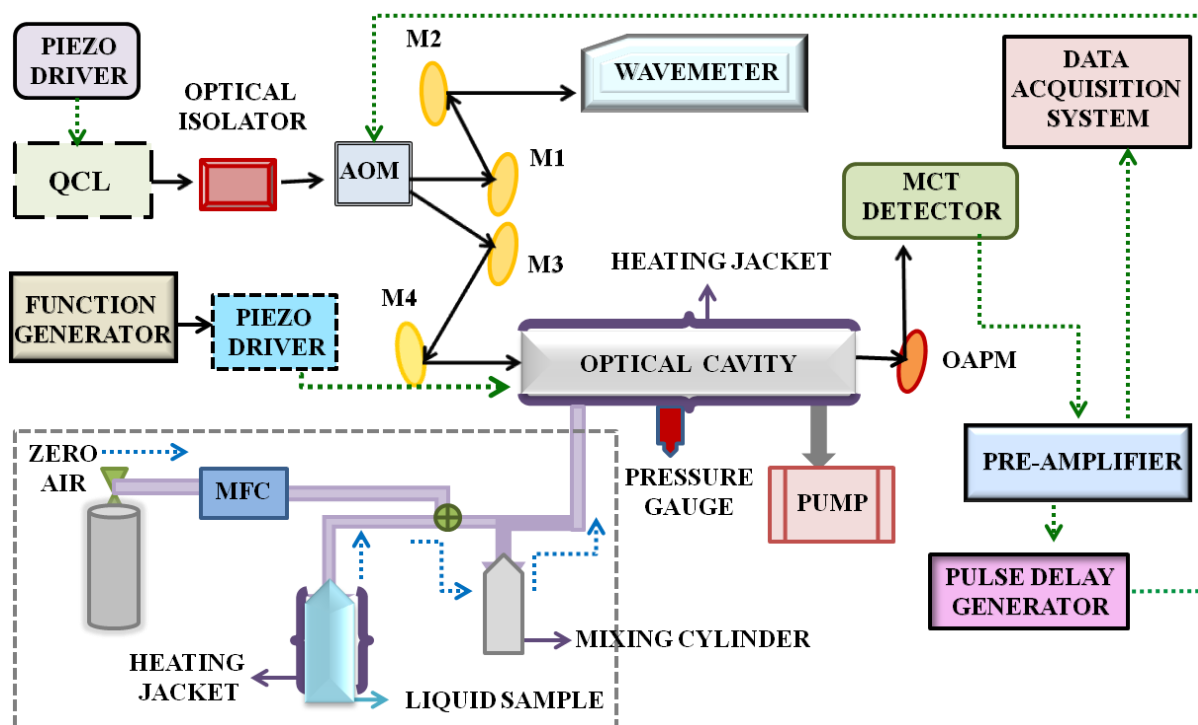 PIEZO
DRIVER
QCL
OPTICAL
ISOLATOR
AOM
M2
M1
WAVEMETER
DATA
ACQUISITION
SYSTEM
MCT
DETECTOR
M3
M4
HEATING JACKET
FUNCTION
GENERATOR
PIEZO
DRIVER
OPTICAL CAVITY
OAPM
PRESSURE
GAUGE
PUMP
PRE-AMPLIFIER
PULSE DELAY
GENERATOR
ZERO
AIR
MFC
MIXING CYLINDER
HEATING
JACKET
LIQUID SAMPLE